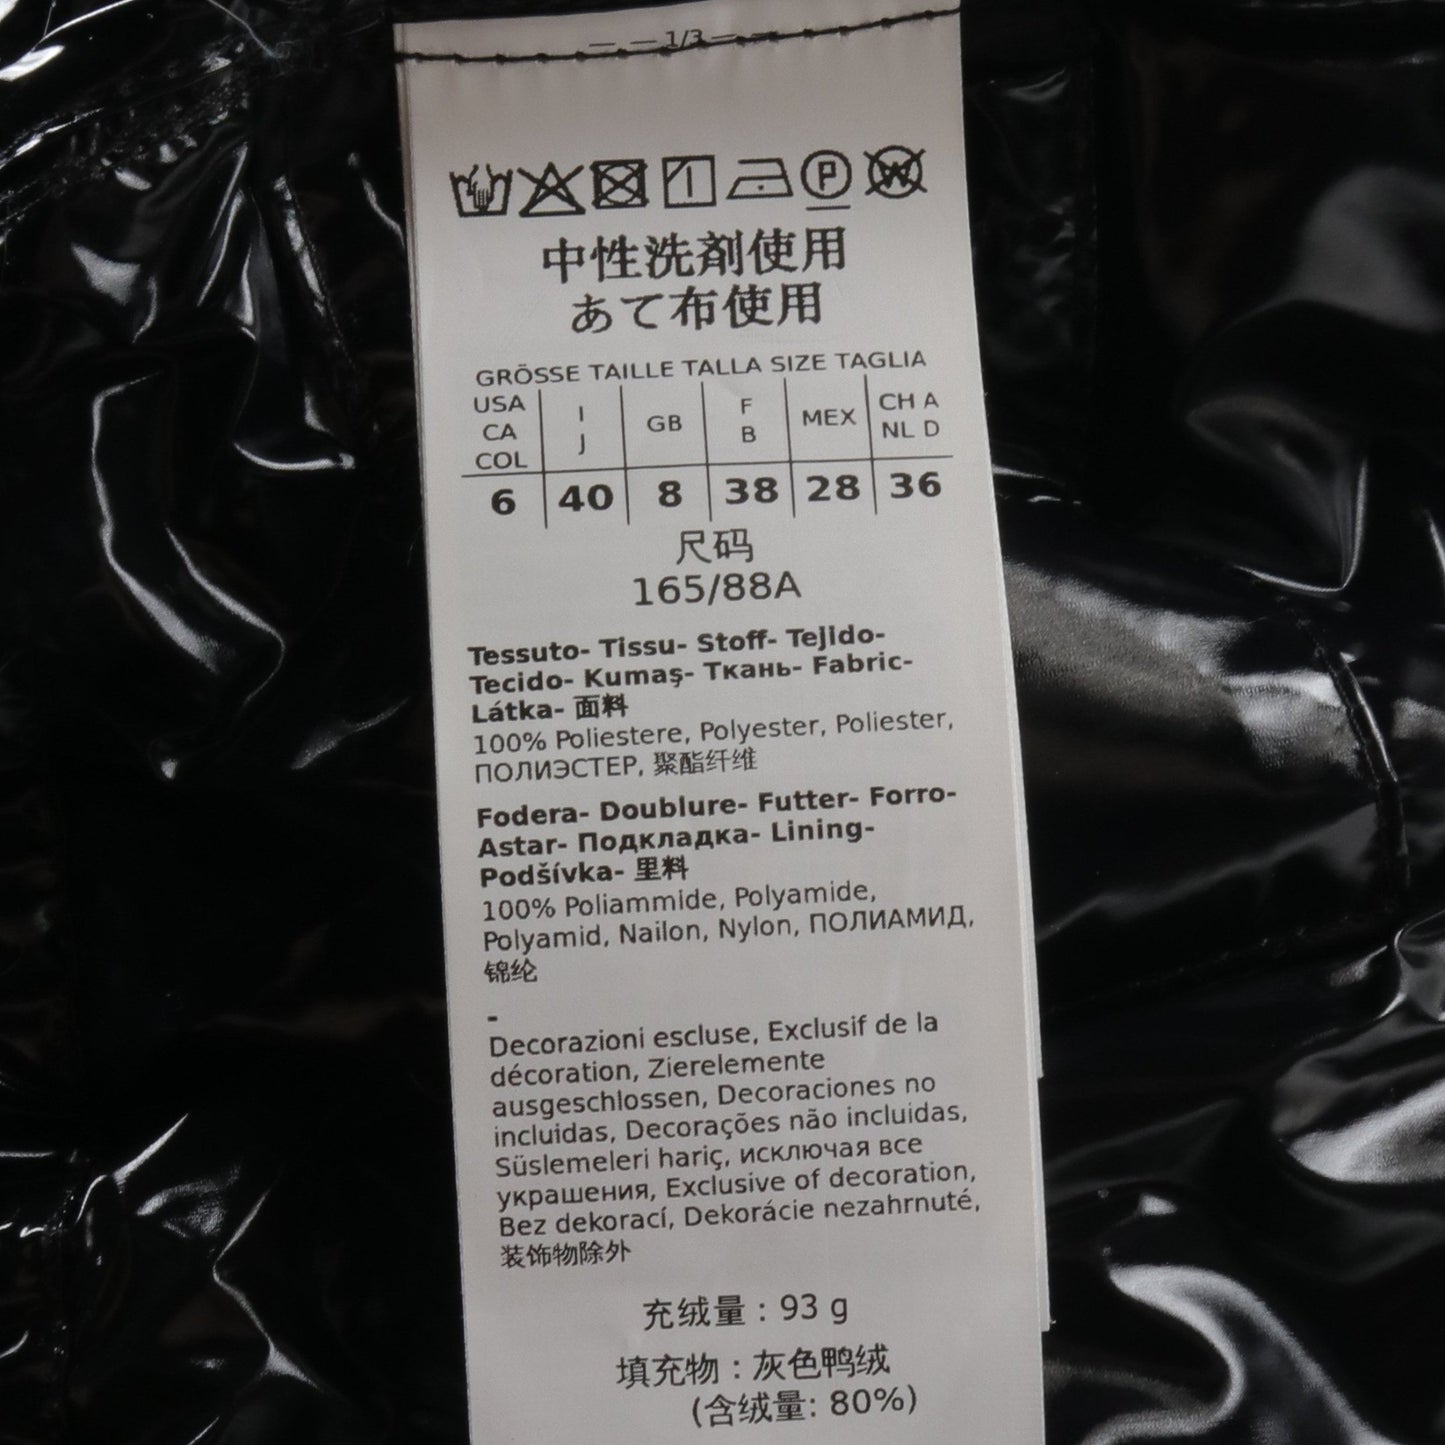 1/3
P W
中性洗剤使用
あて布使用
GRÖSSE TAILLE TALLA SIZE TAGLIA
USA CA COL I J GB F B MEX CH A NL D
6 40 8 38 28 36
尺码
165/88A
Tessuto- Tissu- Stoff- Tejido-
Tecido- Kumaş- Ткань- Fabric-
Látka- 面料
100% Poliestere, Polyester, Poliester,
ПОЛИЭСТЕР, 聚酯纤维
Fodera- Doublure- Futter- Forro-
Astar- Подкладка- Lining-
Podšívka- 里料
100% Poliammide, Polyamide,
Polyamid, Nailon, Nylon, ПОЛИАМИД,
锦纶
-
Decorazioni escluse, Exclusif de la
décoration, Zierelemente
ausgeschlossen, Decoraciones no
incluidas, Decorações não incluidas,
Süslemeleri hariç, исключая все
украшения, Exclusive of decoration,
Bez dekorací, Dekorácie nezahrnuté,
装饰物除外
充绒量：93 g
填充物：灰色鸭绒
(含绒量: 80%)